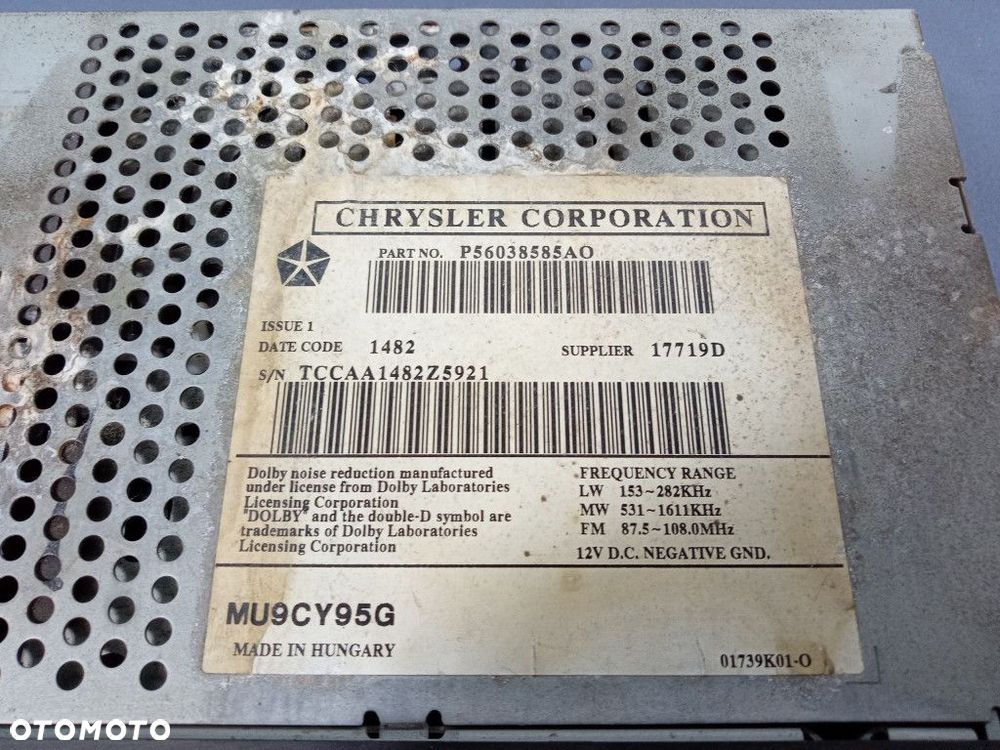 CHRYSLER CORPORATION
PART NO. P56038585AO
ISSUE 1
DATE CODE 1482 SUPPLIER 17719D
S/N TCCAA1482Z5921
Dolby noise reduction manufactured
under license from Dolby Laboratories
Licensing Corporation
"DOLBY" and the double-D symbol are
trademarks of Dolby Laboratories
Licensing Corporation
FREQUENCY RANGE
LW 153~282KHz
MW 531~1611KHz
FM 87.5~108.0MHz
12V D.C. NEGATIVE GND.
MU9CY95G
MADE IN HUNGARY
01739K01-O
OTOMOTO